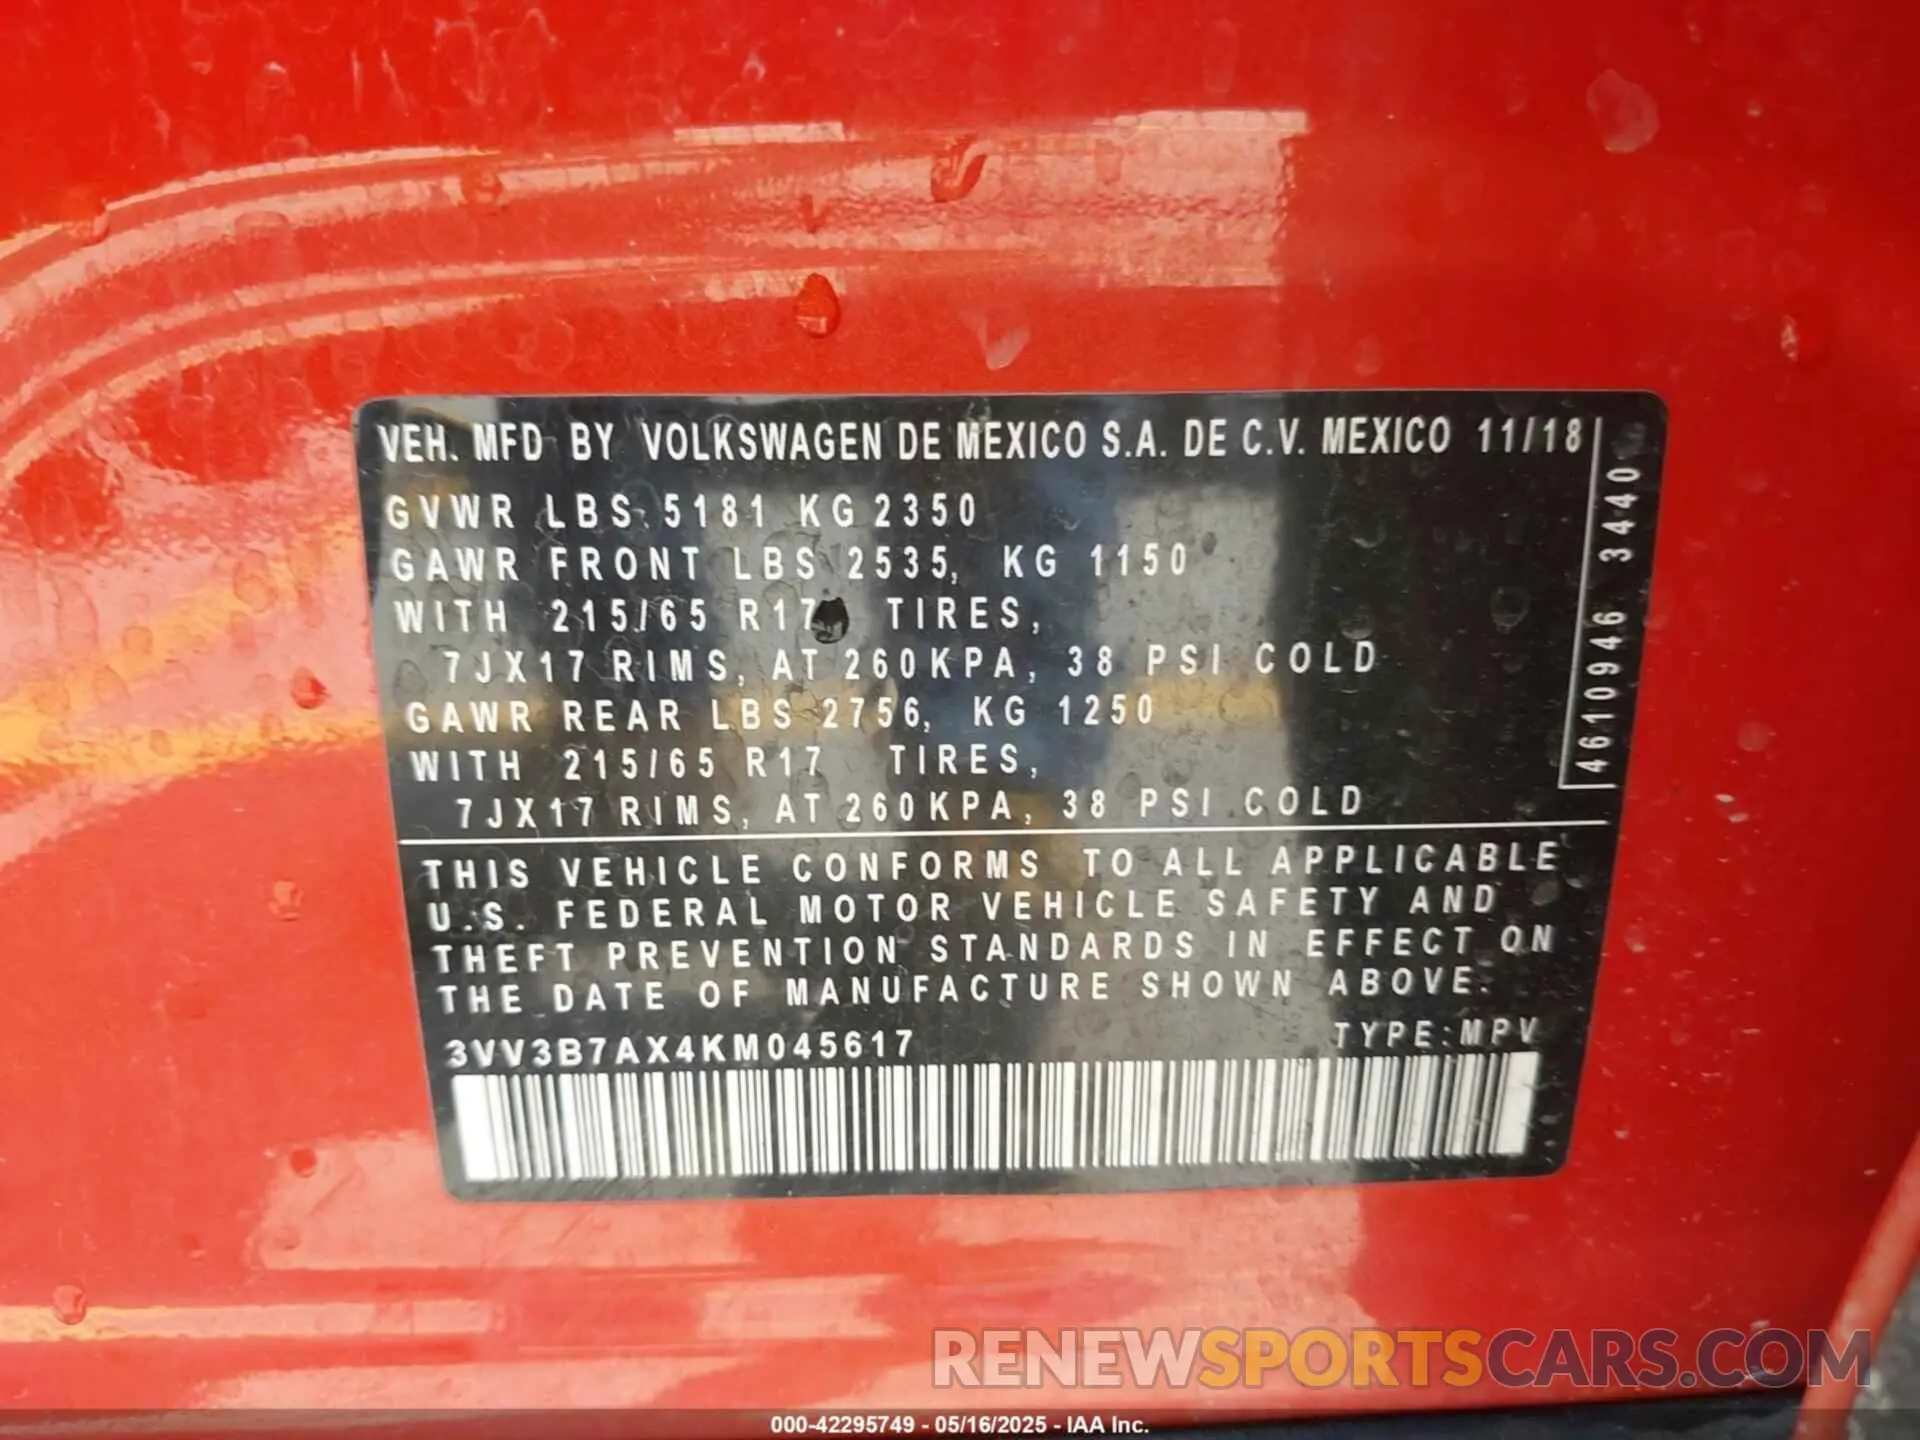 VEH. MFD BY VOLKSWAGEN DE MEXICO S.A. DE C.V. MEXICO 11/18
GVWR LBS 5181 KG 2350
GAWR FRONT LBS 2535, KG 1150
WITH 215/65 R17 TIRES,
7JX17 RIMS, AT 260KPA, 38 PSI COLD
GAWR REAR LBS 2756, KG 1250
WITH 215/65 R17 TIRES,
7JX17 RIMS, AT 260KPA, 38 PSI COLD
4610946 3440
THIS VEHICLE CONFORMS TO ALL APPLICABLE
U.S. FEDERAL MOTOR VEHICLE SAFETY AND
THEFT PREVENTION STANDARDS IN EFFECT ON
THE DATE OF MANUFACTURE SHOWN ABOVE.
3VV3B7AX4KM045617 TYPE:MPV
RENEWSPORTSCARS.COM
000-42295749 - 05/16/2025 - IAA Inc.